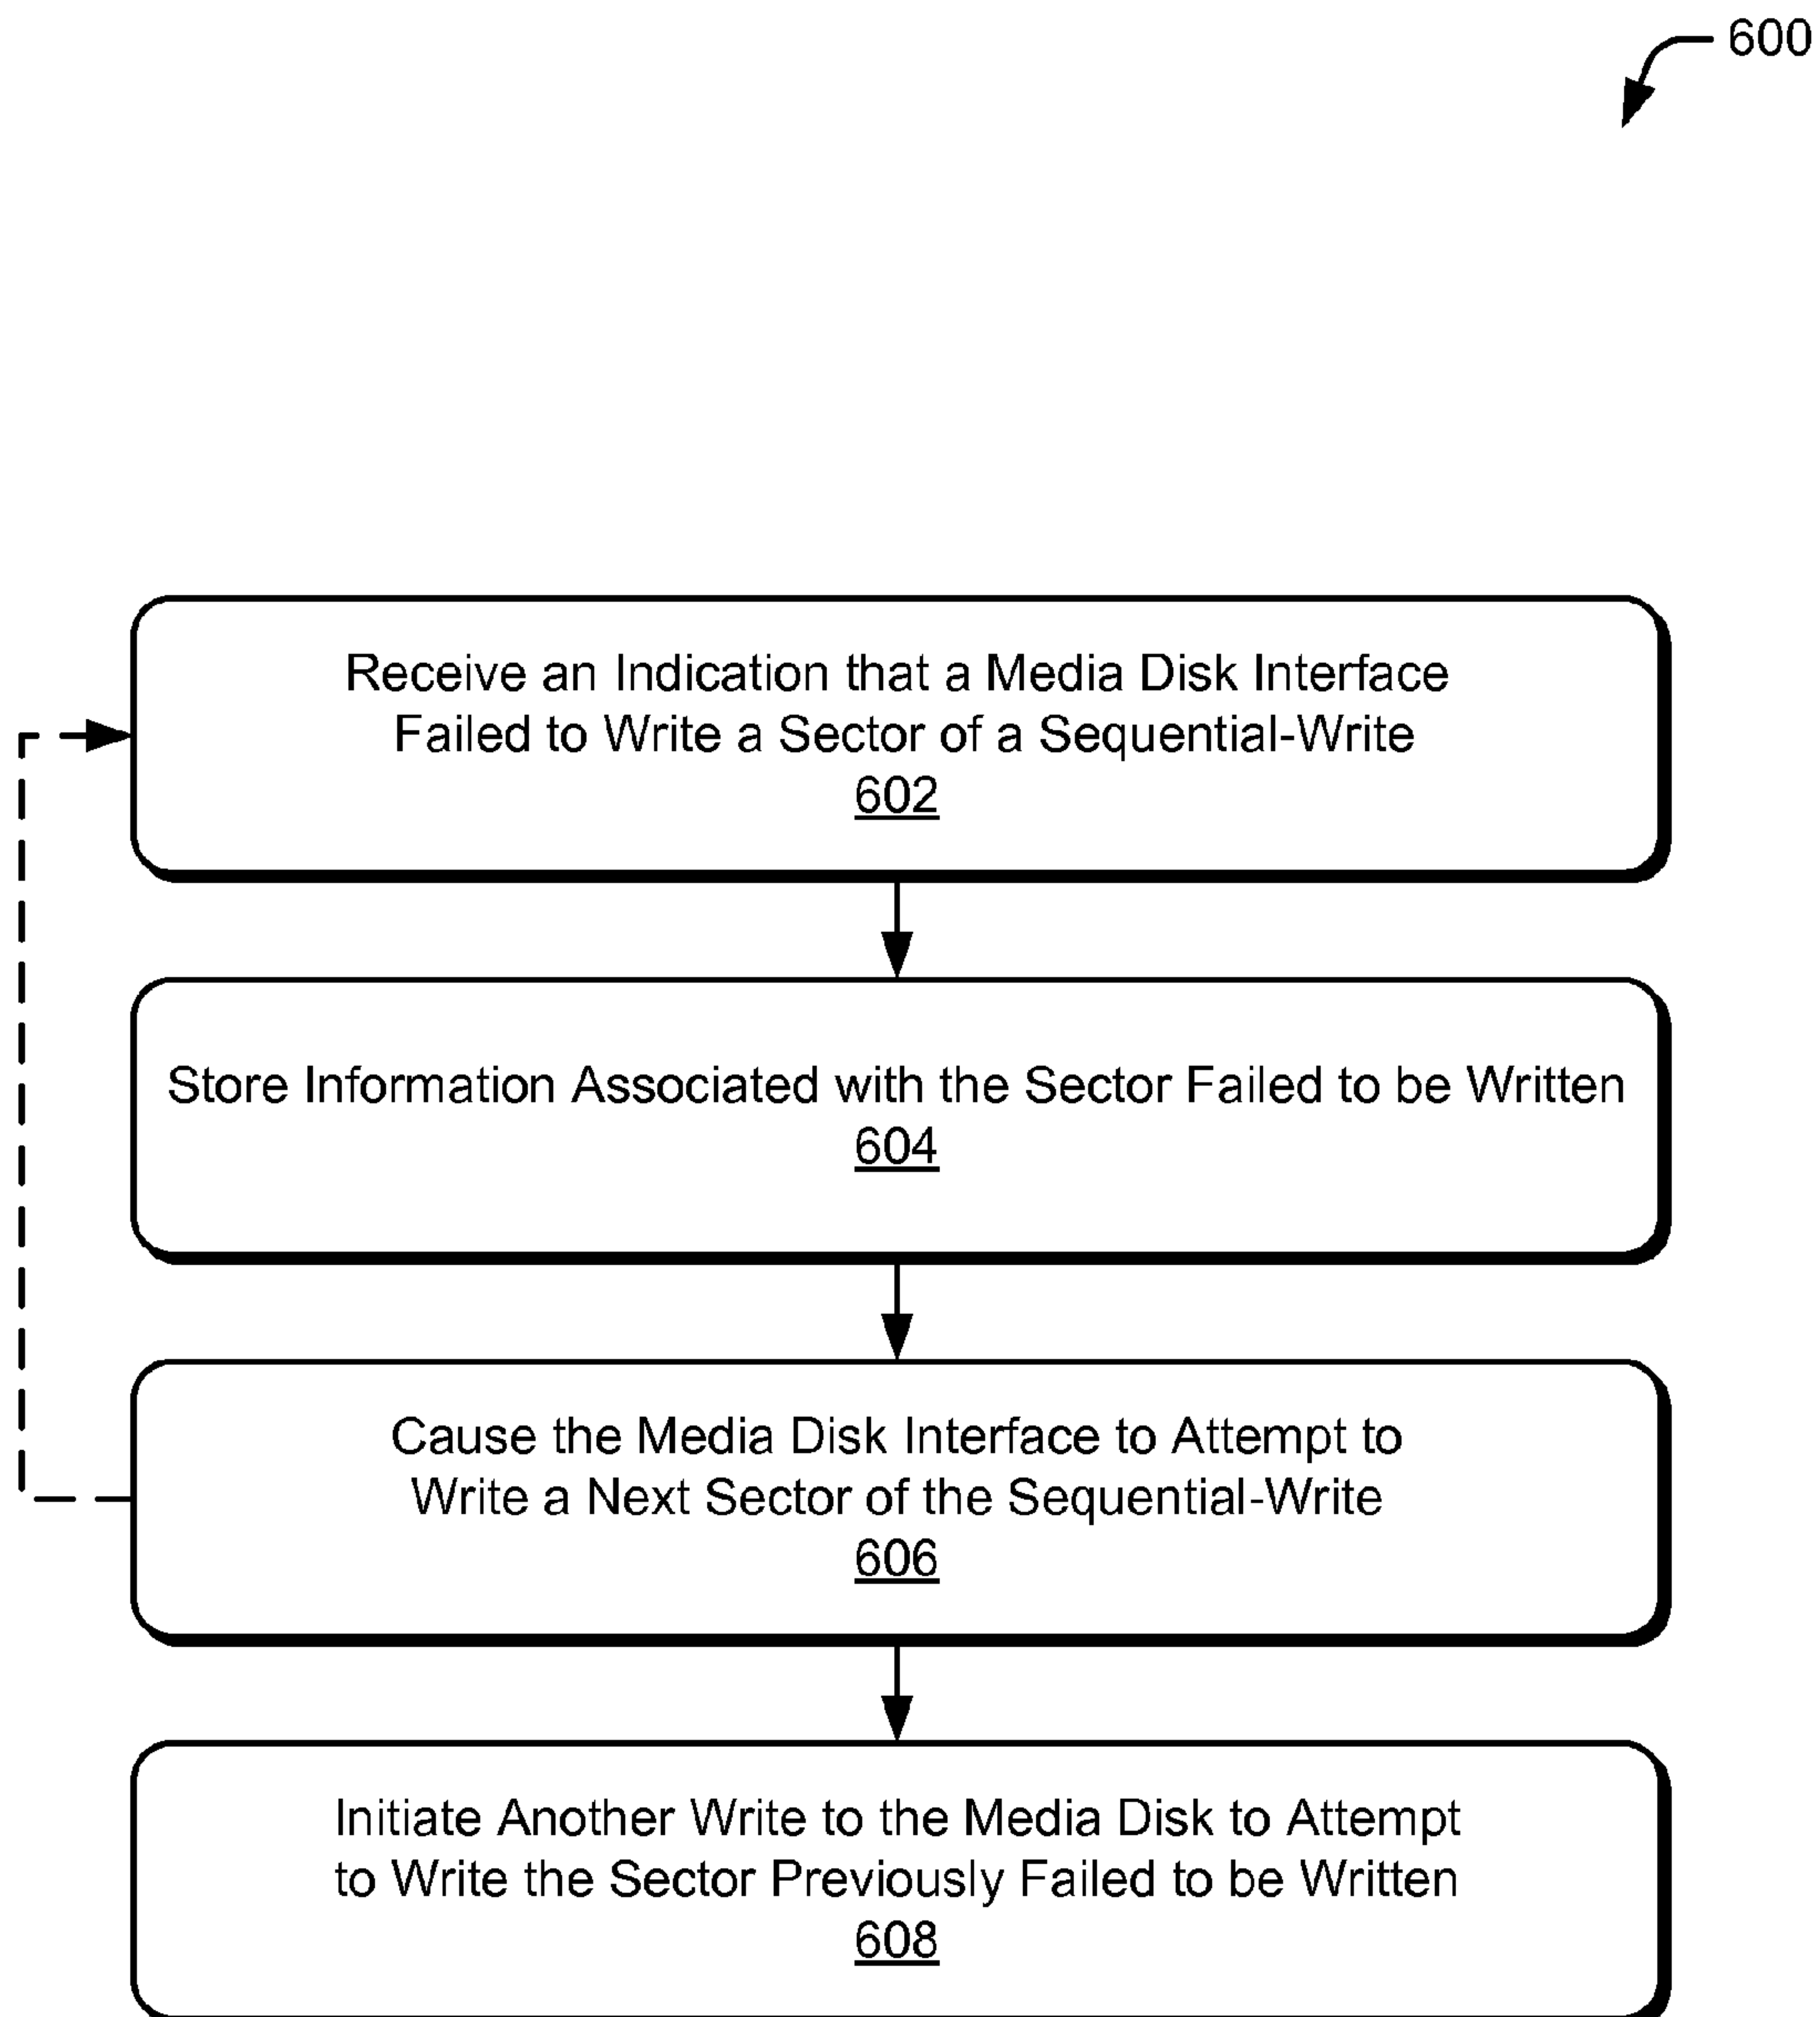 600
Receive an Indication that a Media Disk Interface
Failed to Write a Sector of a Sequential-Write
602
Store Information Associated with the Sector Failed to be Written
604
Cause the Media Disk Interface to Attempt to
Write a Next Sector of the Sequential-Write
606
Initiate Another Write to the Media Disk to Attempt
to Write the Sector Previously Failed to be Written
608